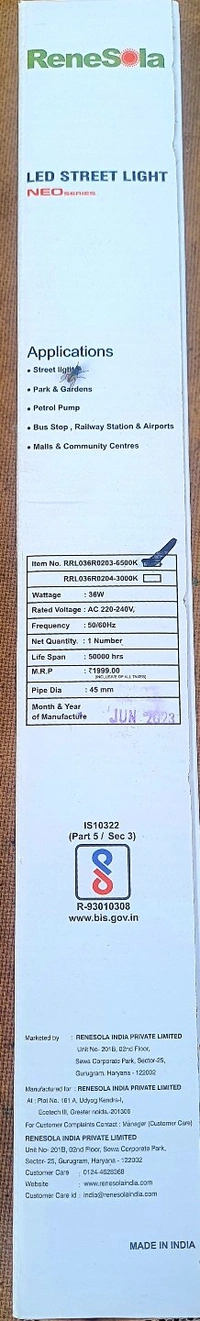 ReneSola
LED STREET LIGHT
NEO SERIES
Applications
• Street light
• Park & Gardens
• Petrol Pump
• Bus Stop , Railway Station & Airports
• Malls & Community Centres
Item No. RRL036R0203-6500K
RRL036R0204-3000K
Wattage : 36W
Rated Voltage : AC 220-240V,
Frequency : 50/60Hz
Net Quantity. : 1 Number
Life Span : 50000 hrs
M.R.P : ₹1999.00
(INCLUSIVE OF ALL TAXES)
Pipe Dia : 45 mm
Month & Year
of Manufacture JUN 2023
IS10322
(Part 5 / Sec 3)
R-93010308
www.bis.gov.in
Marketed by : RENESOLA INDIA PRIVATE LIMITED
Unit No- 201B, 02nd Floor,
Sewa Corporate Park, Sector-25,
Gurugram, Haryana - 122002
Manufactured for : RENESOLA INDIA PRIVATE LIMITED
At : Plot No. 161 A, Udyog Kendra-I,
Ecotech III, Greater noida,-201306
For Customer Complaints Contact : Manager (Customer Care)
RENESOLA INDIA PRIVATE LIMITED
Unit No- 201B, 02nd Floor, Sewa Corporate Park,
Sector- 25, Gurugram, Haryana - 122002
Customer Care : 0124-4628368
Website : www.renesolaindia.com
Customer Care id : india@renesolaindia.com
MADE IN INDIA